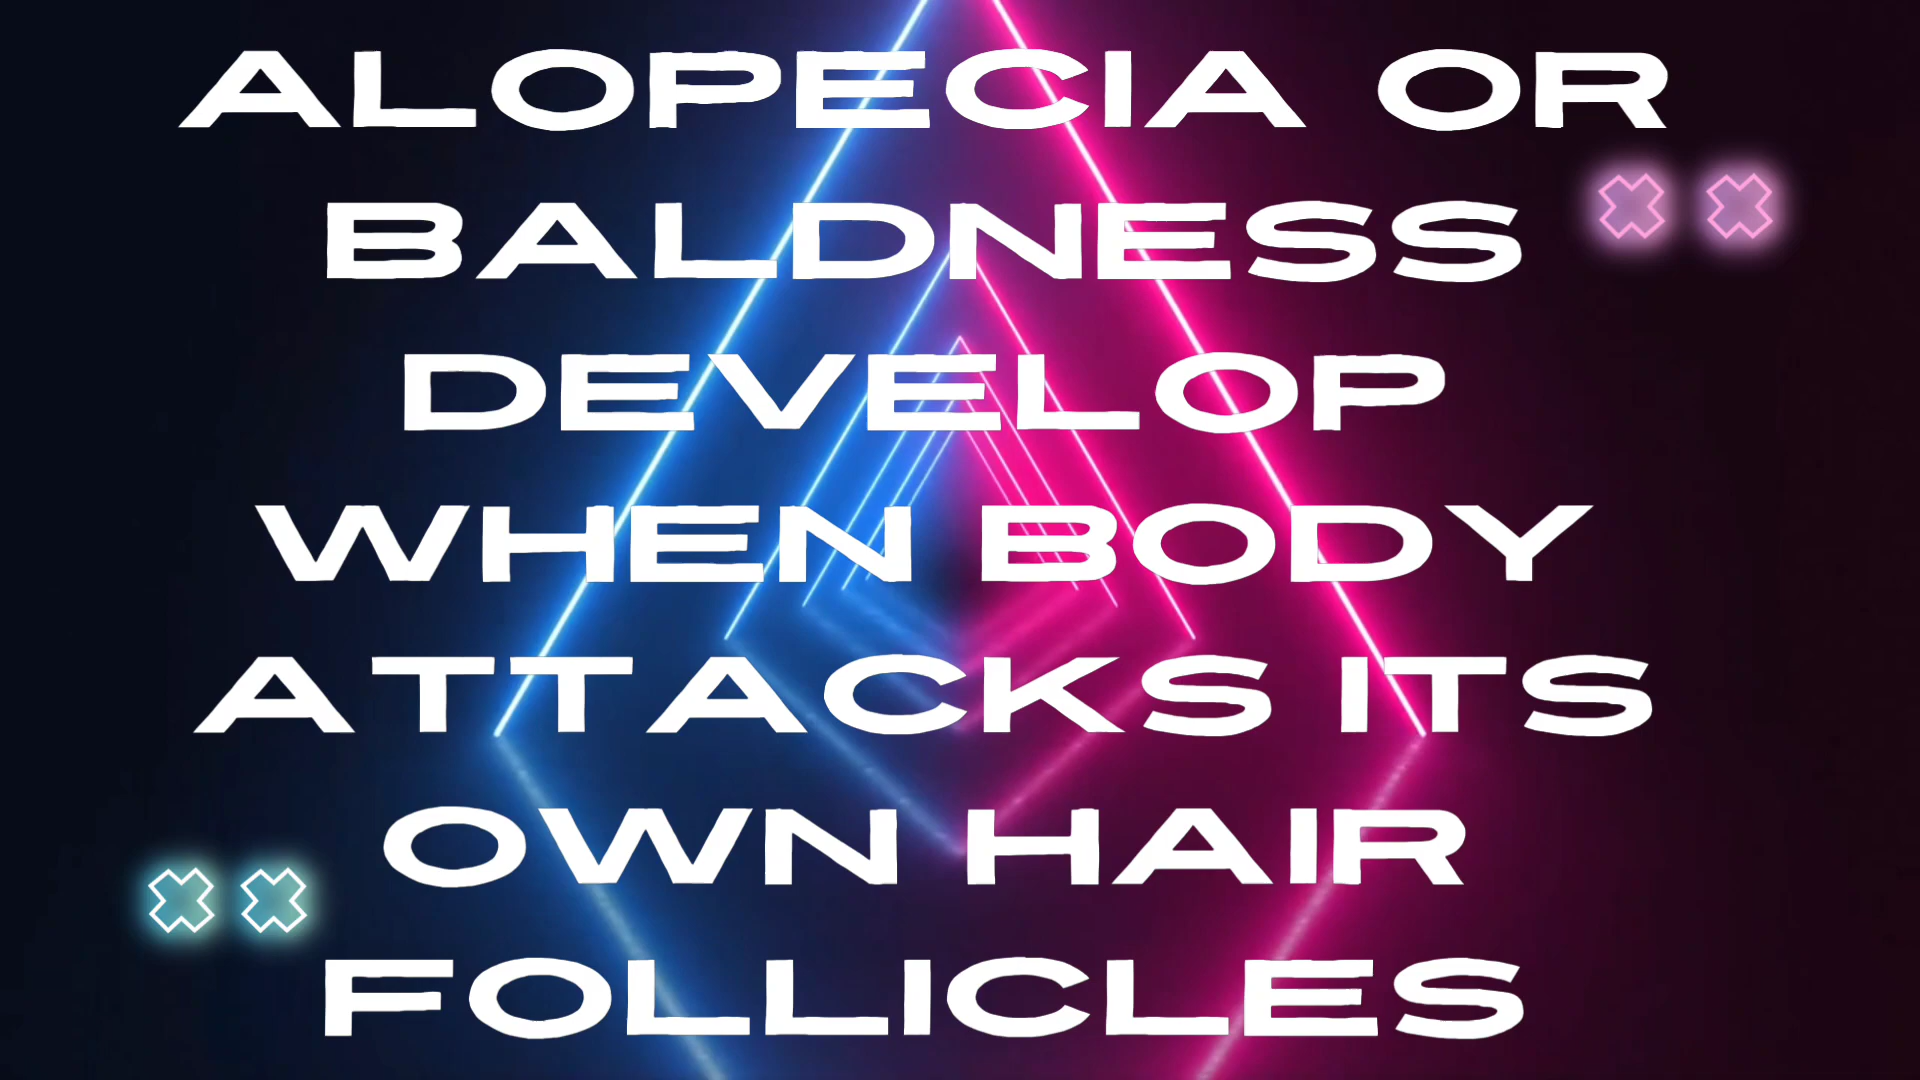 ALOPECIA OR
BALDNESS
DEVELOP
WHEN BODY
ATTACKS ITS
OWN HAIR
FOLLICLES